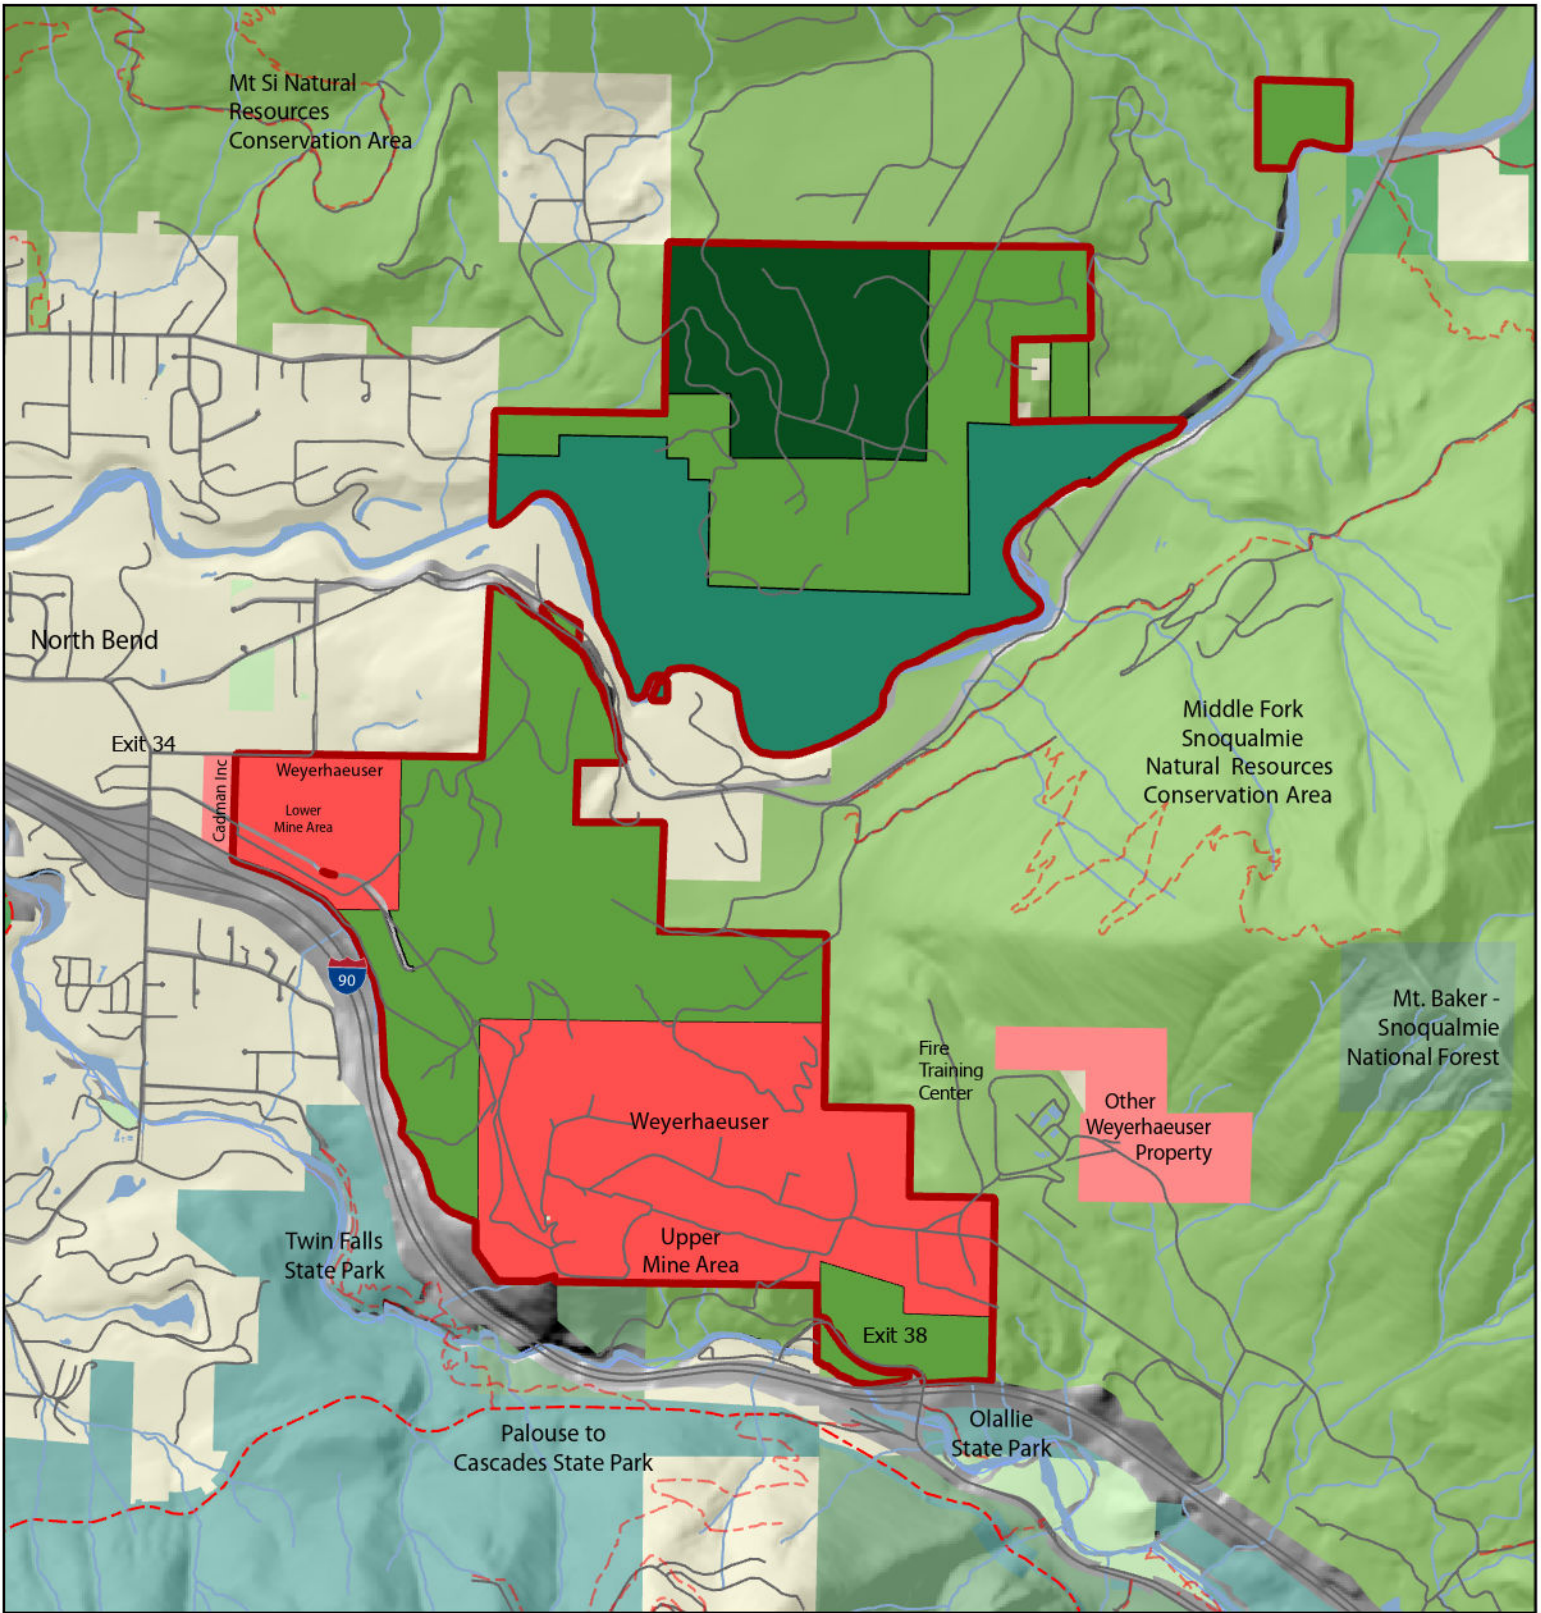 Mt Si Natural
Resources
Conservation Area
North Bend
Exit 34
Cadman Inc
Weyerhaeuser
Lower
Mine Area
Middle Fork
Snoqualmie
Natural Resources
Conservation Area
90
Mt. Baker -
Snoqualmie
National Forest
Fire
Training
Center
Other
Weyerhaeuser
Property
Weyerhaeuser
Upper
Mine Area
Twin Falls
State Park
Exit 38
Palouse to
Cascades State Park
Olallie
State Park